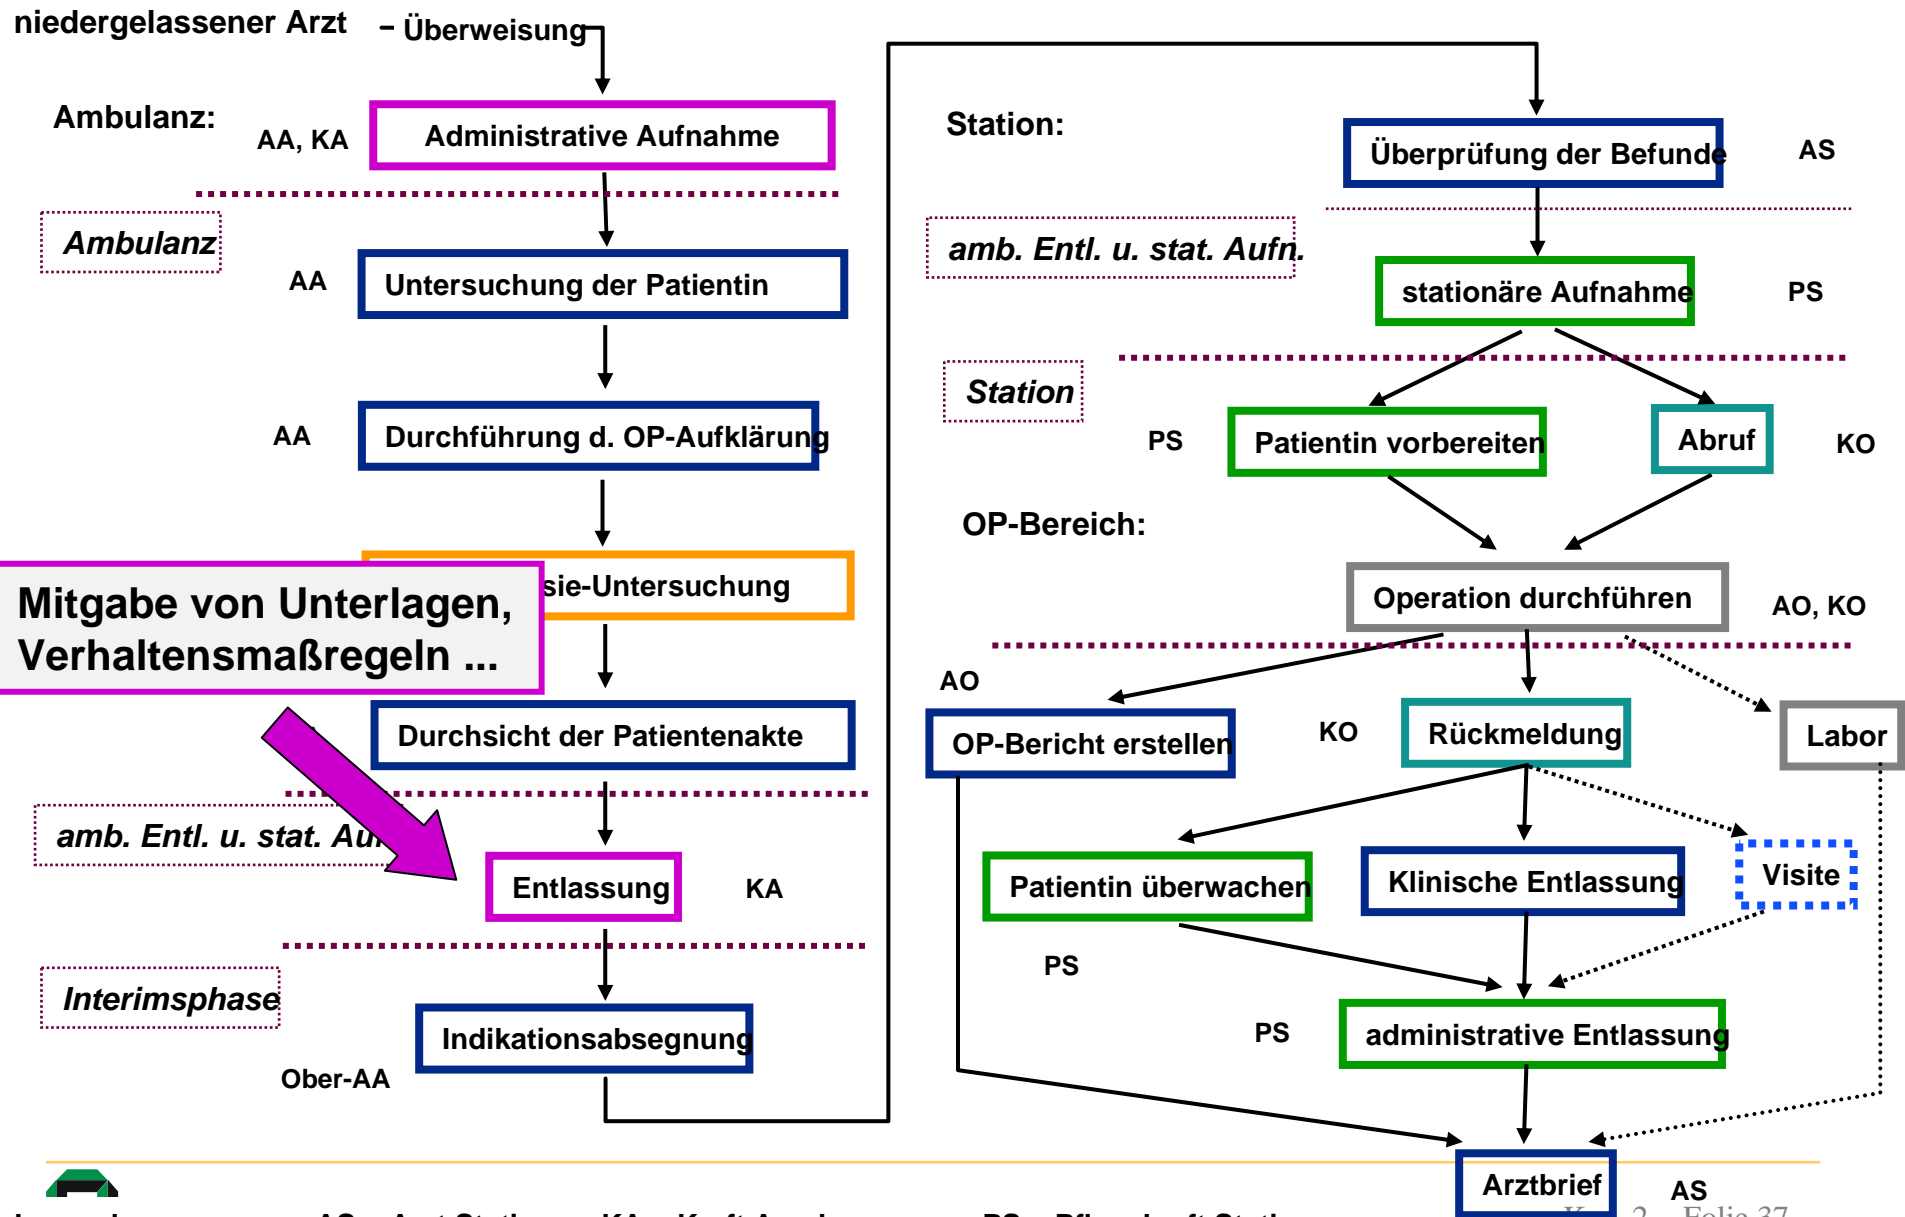 niedergelassener Arzt – Überweisung
Ambulanz:
AA, KA
Administrative Aufnahme
Ambulanz
AA
Untersuchung der Patientin
AA
Durchführung d. OP-Aufklärung
sie-Untersuchung
Mitgabe von Unterlagen,
Verhaltensmaßregeln ...
Durchsicht der Patientenakte
amb. Entl. u. stat. Au
Entlassung
KA
Interimsphase
Indikationsabsegnung
Ober-AA
Station:
Überprüfung der Befunde
AS
amb. Entl. u. stat. Aufn.
stationäre Aufnahme
PS
Station
PS
Patientin vorbereiten
Abruf
KO
OP-Bereich:
Operation durchführen
AO, KO
AO
OP-Bericht erstellen
KO
Rückmeldung
Labor
Patientin überwachen
Klinische Entlassung
Visite
PS
PS
administrative Entlassung
Arztbrief
AS
2 Folie 37